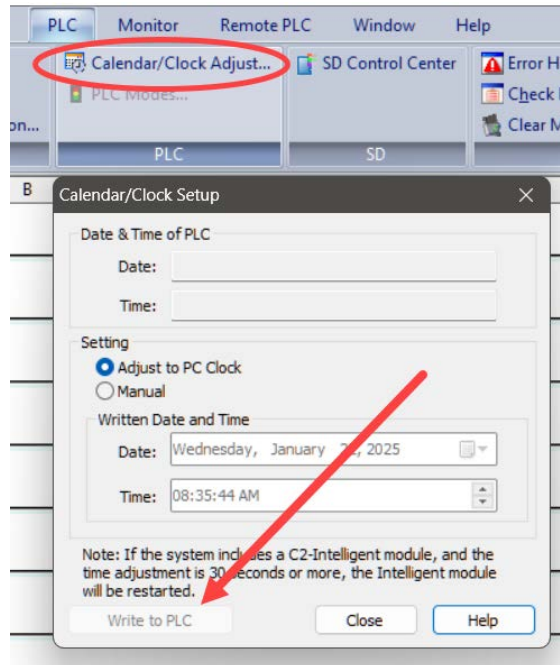 PLC Monitor Remote PLC Window Help
Calendar/Clock Adjust... SD Control Center Error H
PLC Modes... Check
on... Clear M
PLC SD
B
Calendar/Clock Setup
Date & Time of PLC
Date:
Time:
Setting
Adjust to PC Clock
Manual
Written Date and Time
Date: Wednesday, January 2025
Time: 08:35:44 AM
Note: If the system includes a C2-Intelligent module, and the
time adjustment is 30 seconds or more, the Intelligent module
will be restarted.
Write to PLC Close Help